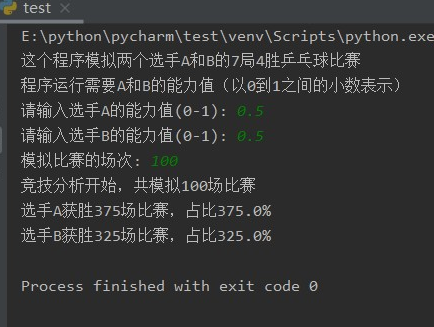 test
E:\python\pycharm\test\venv\Scripts\python.exe
这个程序模拟两个选手A和B的7局4胜乒乓球比赛
程序运行需要A和B的能力值（以0到1之间的小数表示）
请输入选手A的能力值(0-1): 0.5
请输入选手B的能力值(0-1): 0.5
模拟比赛的场次: 100
竞技分析开始，共模拟100场比赛
选手A获胜375场比赛，占比375.0%
选手B获胜325场比赛，占比325.0%
Process finished with exit code 0